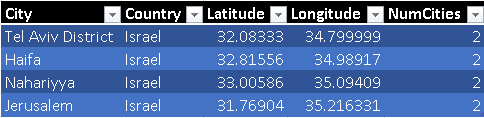 City Country Latitude Longitude NumCities
Tel Aviv District Israel 32.08333 34.799999 2
Haifa Israel 32.81556 34.98917 2
Nahariyya Israel 33.00586 35.09409 2
Jerusalem Israel 31.76904 35.216331 2